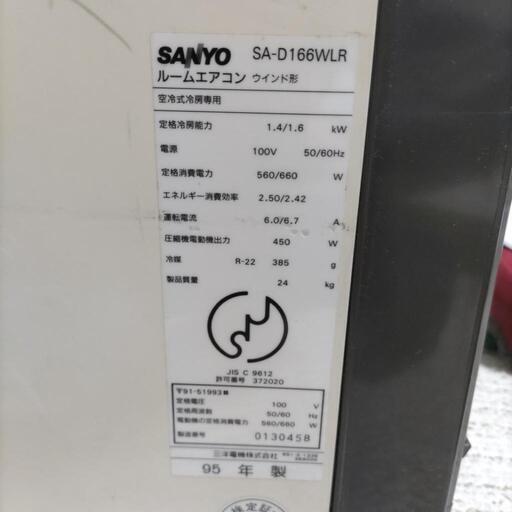 SANYO SA-D166WLR
ルームエアコン ウインド形
空冷式冷房専用
定格冷房能力 1.4/1.6 kW
電源 100V 50/60Hz
定格消費電力 560/660 W
エネルギー消費効率 2.50/2.42
運転電流 6.0/6.7 A
圧縮機電動機出力 450 W
冷媒 R-22 385 g
製品質量 24 kg
JIS C 9612
許可番号 372020
〒91-51993
定格電圧 100 V
定格周波数 50/60 Hz
電動機の定格消費電力 560/660 W
製造番号 0130458
三洋電機株式会社
95 年 製
検定証